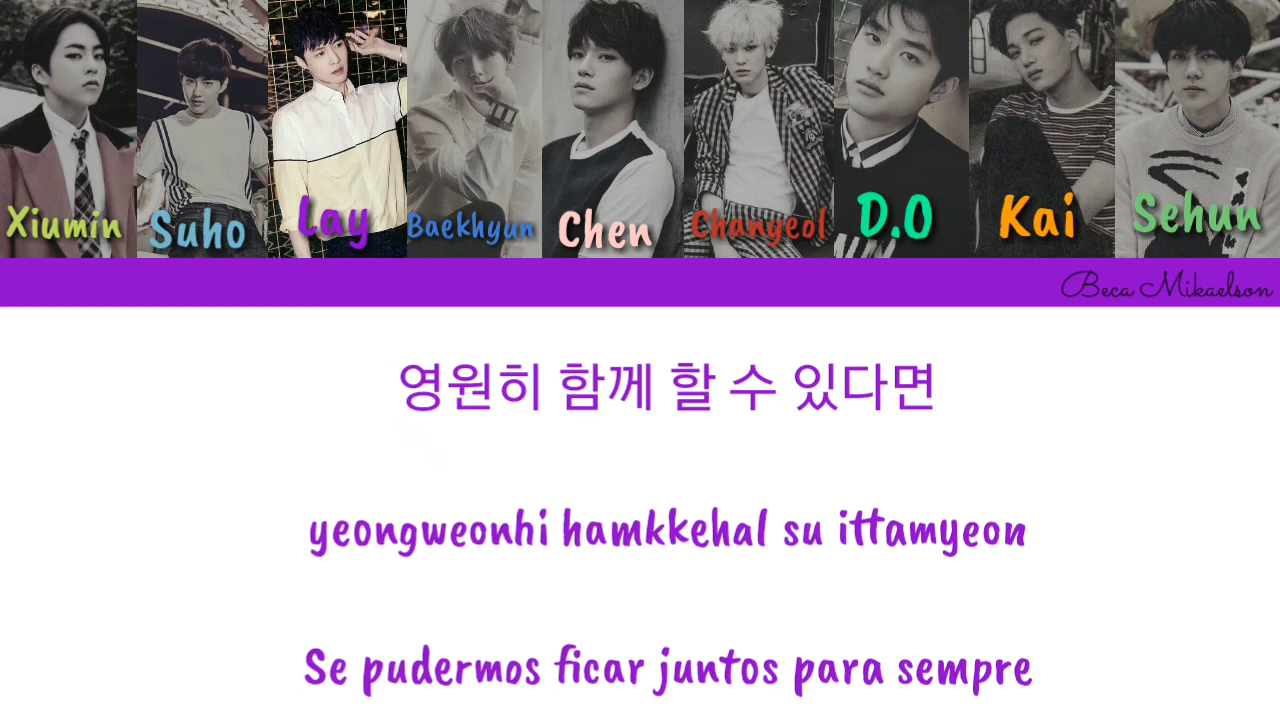 Xiumin Suho Lay Baekhyun Chen Chanyeol D.O Kai Sehun
Beca Mikaelson
영원히 함께 할 수 있다면
yeongweonhi hamkkehal su ittamyeon
Se pudermos ficar juntos para sempre